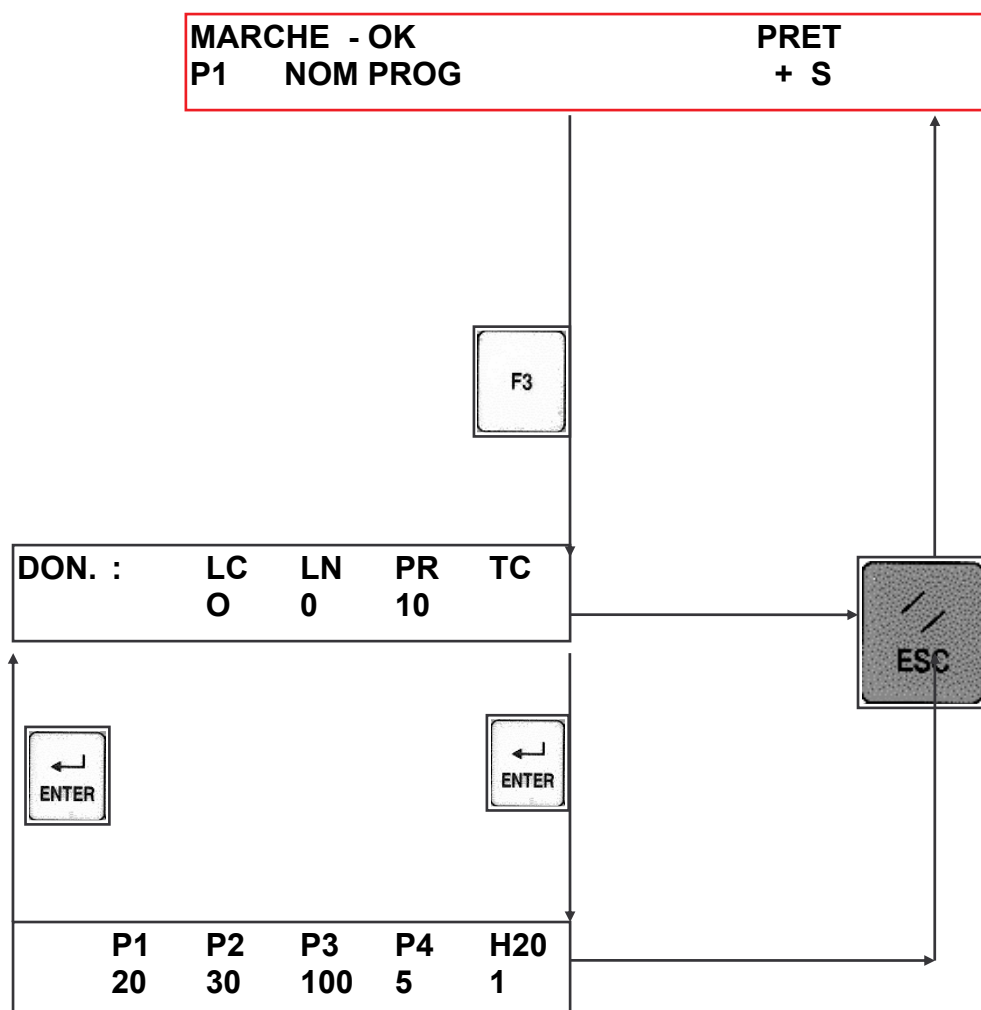 MARCHE - OK PRET
P1 NOM PROG + S
F3
DON. : LC LN PR TC
O 0 10
ESC
ENTER
ENTER
P1 P2 P3 P4 H20
20 30 100 5 1